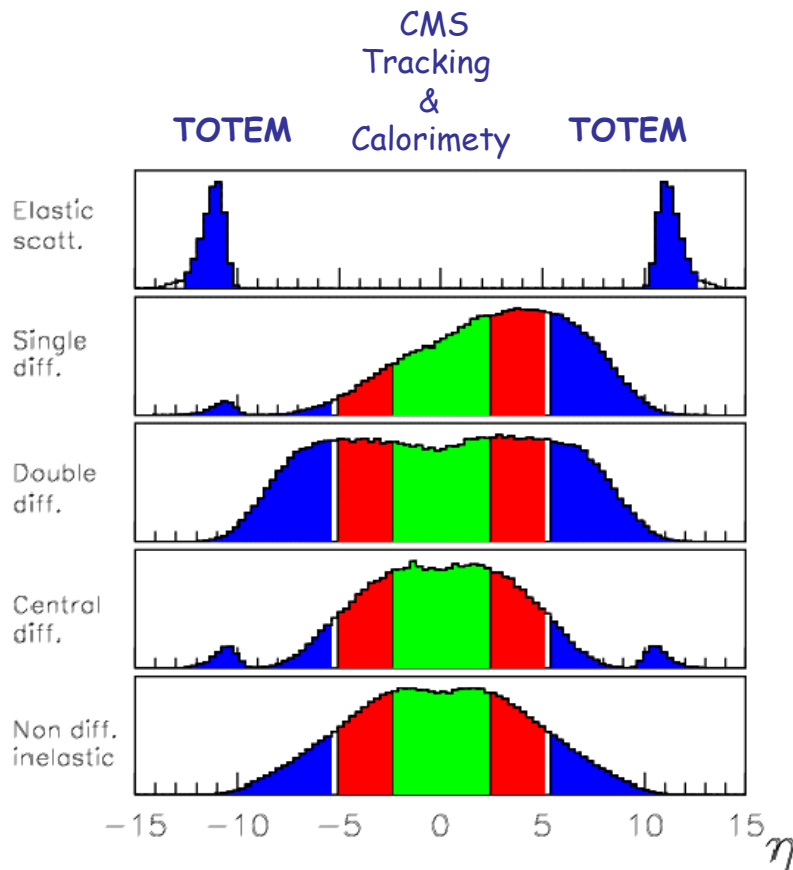 CMS
Tracking
&
Calorimety
TOTEM
TOTEM
Elastic
scatt.
Single
diff.
Double
diff.
Central
diff.
Non diff.
inelastic
−15 −10 −5 0 5 10 15
η